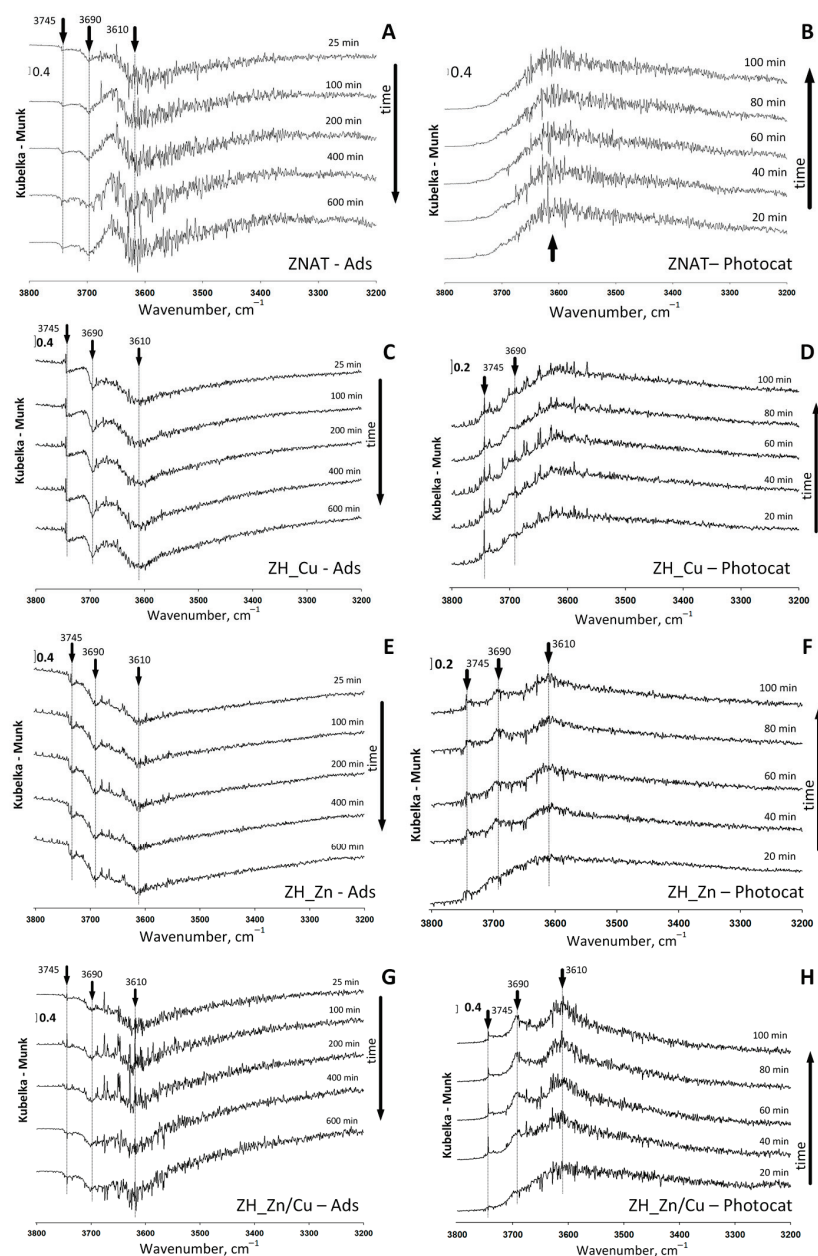 3745
3690
3610
A
0.4
25 min
100 min
200 min
400 min
600 min
time
Kubelka - Munk
ZNAT - Ads
3800 3700 3600 3500 3400 3300 3200
Wavenumber, cm−1
B
0.4
100 min
80 min
60 min
40 min
20 min
time
Kubelka - Munk
ZNAT– Photocat
3800 3700 3600 3500 3400 3300 3200
Wavenumber, cm−1
3745
3690
3610
C
0.4
25 min
100 min
200 min
400 min
600 min
time
Kubelka - Munk
ZH_Cu - Ads
3800 3700 3600 3500 3400 3300 3200
Wavenumber, cm−1
3745
3690
D
0.2
100 min
80 min
60 min
40 min
20 min
time
Kubelka - Munk
ZH_Cu – Photocat
3800 3700 3600 3500 3400 3300 3200
Wavenumber, cm−1
3745
3690
3610
E
0.4
25 min
100 min
200 min
400 min
600 min
time
Kubelka - Munk
ZH_Zn - Ads
3800 3700 3600 3500 3400 3300 3200
Wavenumber, cm−1
3745
3690
3610
F
0.2
100 min
80 min
60 min
40 min
20 min
time
Kubelka - Munk
ZH_Zn – Photocat
3800 3700 3600 3500 3400 3300 3200
Wavenumber, cm−1
3745
3690
3610
G
0.4
25 min
100 min
200 min
400 min
600 min
time
Kubelka - Munk
ZH_Zn/Cu – Ads
3800 3700 3600 3500 3400 3300 3200
Wavenumber, cm−1
3745
3690
3610
H
0.4
100 min
80 min
60 min
40 min
20 min
time
Kubelka - Munk
ZH_Zn/Cu – Photocat
3800 3700 3600 3500 3400 3300 3200
Wavenumber, cm−1